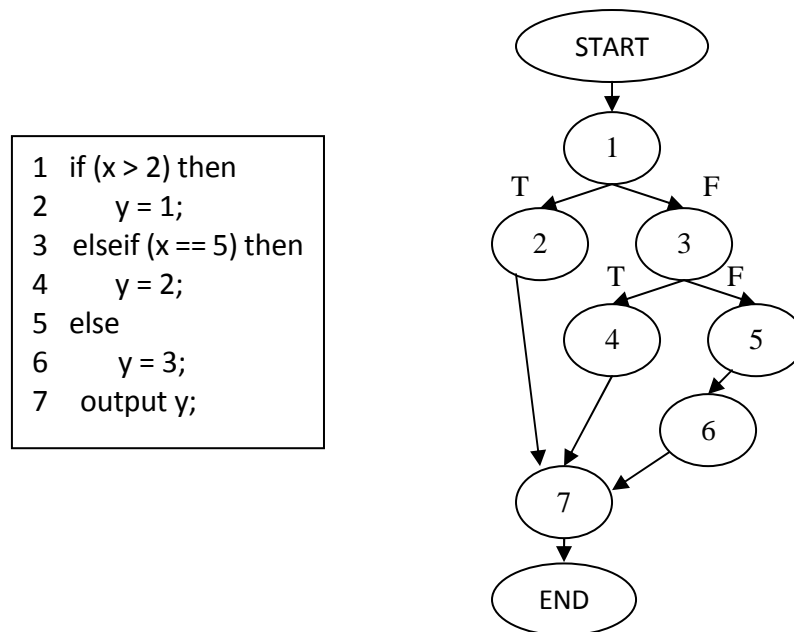 1 if (x > 2) then
2 y = 1;
3 elseif (x == 5) then
4 y = 2;
5 else
6 y = 3;
7 output y;
START
1
T F
2 3
T F
4 5
6
7
END